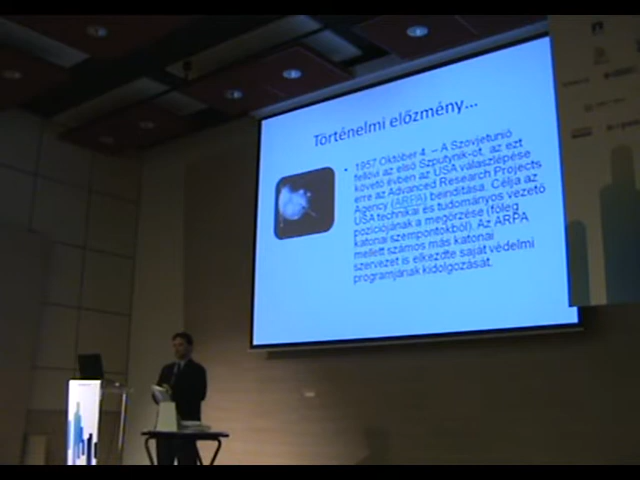 Történelmi előzmény...
• 1957 Október 4. – A Szovjetunió
fellövi az első Szputnyik-ot, az ezt
követő évben az USA válaszlépése
erre az Advanced Research Projects
Agency (ARPA) beindítása. Célja az
USA technikai és tudományos vezető
pozíciójának a megőrzése (főleg
katonai szempontokból). Az ARPA
mellett számos más katonai
szervezet is elkezdte saját védelmi
programjának kidolgozását.